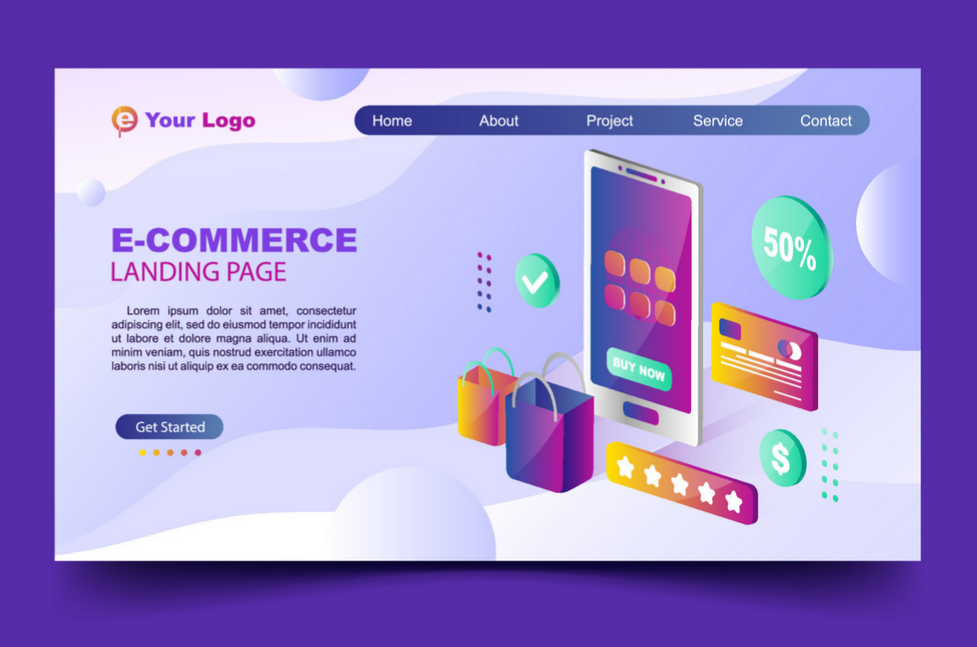 e Your Logo
Home About Project Service Contact
E-COMMERCE
LANDING PAGE
Lorem ipsum dolor sit amet, consectetur
adipiscing elit, sed do eiusmod tempor incididunt
ut labore et dolore magna aliqua. Ut enim ad
minim veniam, quis nostrud exercitation ullamco
laboris nisi ut aliquip ex ea commodo consequat.
Get Started
50%
BUY NOW
$